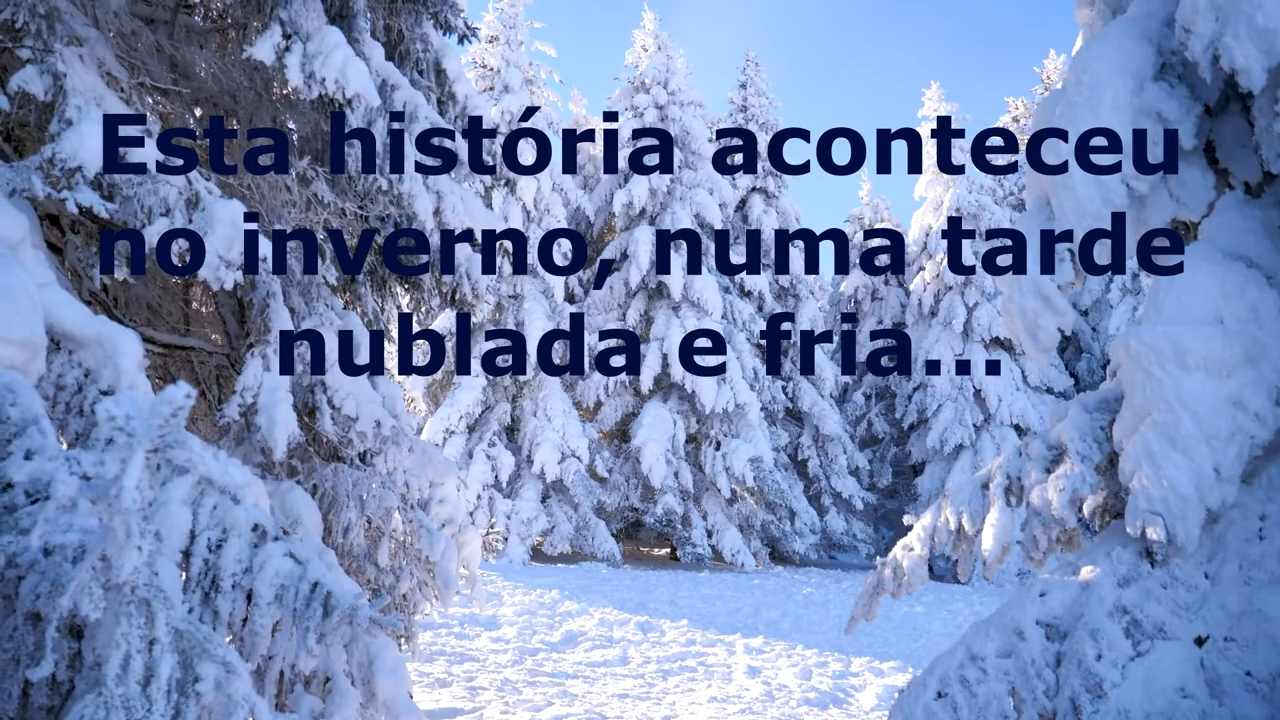 Esta história aconteceu
no inverno, numa tarde
nublada e fria...